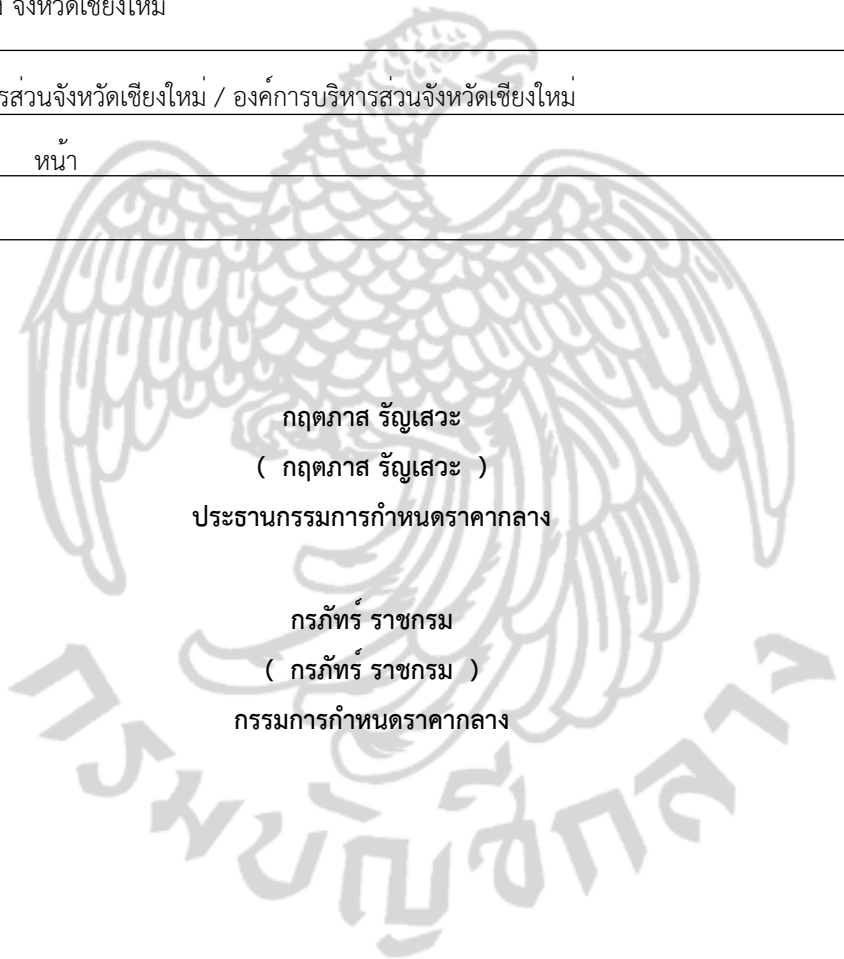 จังหวัดเชียงใหม่
ส่วนจังหวัดเชียงใหม่ / องค์การบริหารส่วนจังหวัดเชียงใหม่
หน้า
กฤตภาส รัญเสวะ
( กฤตภาส รัญเสวะ )
ประธานกรรมการกำหนดราคากลาง
กรภัทร์ ราชกรม
( กรภัทร์ ราชกรม )
กรรมการกำหนดราคากลาง
กรมบัญชีกลาง